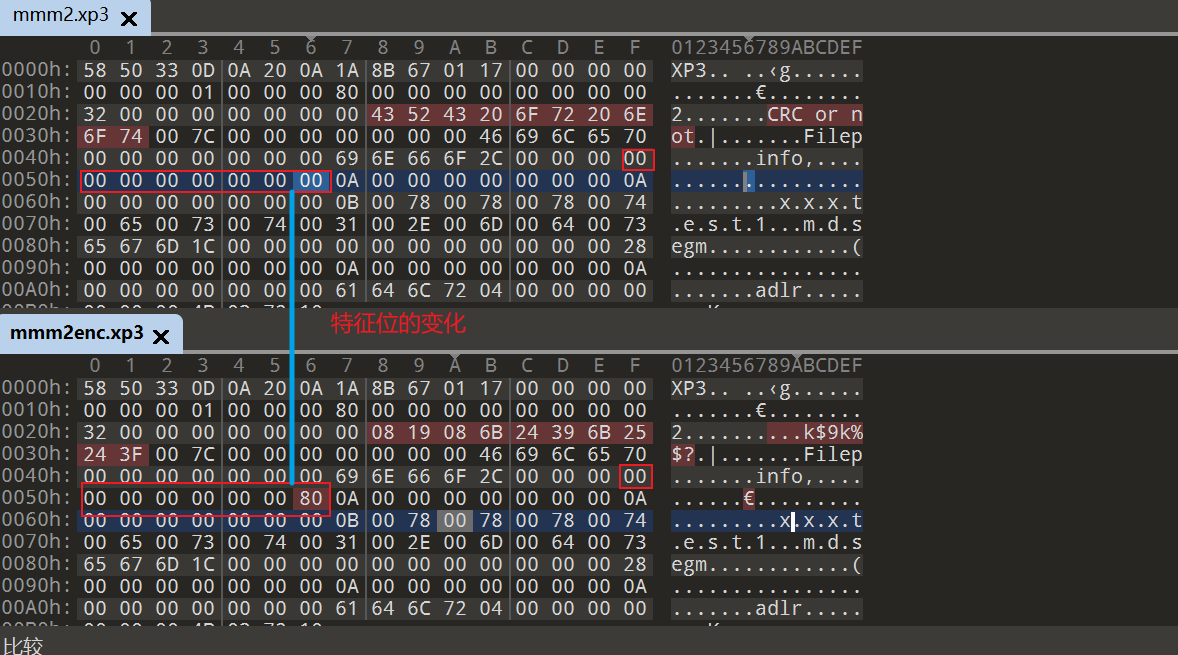 mmm2.xp3 ×
0 1 2 3 4 5 6 7 8 9 A B C D E F 0123456789ABCDEF
0000h: 58 50 33 0D 0A 20 0A 1A 8B 67 01 17 00 00 00 00 XP3.. ..‹g......
0010h: 00 00 00 01 00 00 00 80 00 00 00 00 00 00 00 00 .......€........
0020h: 32 00 00 00 00 00 00 00 43 52 43 20 6F 72 20 6E 2.......CRC or n
0030h: 6F 74 00 7C 00 00 00 00 00 00 00 46 69 6C 65 70 ot.|.......Filep
0040h: 00 00 00 00 00 00 00 69 6E 66 6F 2C 00 00 00 00 .......info,....
0050h: 00 00 00 00 00 00 00 0A 00 00 00 00 00 00 00 0A ................
0060h: 00 00 00 00 00 00 00 0B 00 78 00 78 00 78 00 74 .........x.x.x.t
0070h: 00 65 00 73 00 74 00 31 00 2E 00 6D 00 64 00 73 .e.s.t.1...m.d.s
0080h: 65 67 6D 1C 00 00 00 00 00 00 00 00 00 00 00 28 egm............(
0090h: 00 00 00 00 00 00 00 0A 00 00 00 00 00 00 00 0A ................
00A0h: 00 00 00 00 00 00 00 61 64 6C 72 04 00 00 00 00 .......adlr.....
特征位的变化
mmm2enc.xp3 ×
0 1 2 3 4 5 6 7 8 9 A B C D E F 0123456789ABCDEF
0000h: 58 50 33 0D 0A 20 0A 1A 8B 67 01 17 00 00 00 00 XP3.. ..‹g......
0010h: 00 00 00 01 00 00 00 80 00 00 00 00 00 00 00 00 .......€........
0020h: 32 00 00 00 00 00 00 00 08 19 08 6B 24 39 6B 25 2..........k$9k%
0030h: 24 3F 00 7C 00 00 00 00 00 00 00 46 69 6C 65 70 $?.|.......Filep
0040h: 00 00 00 00 00 00 00 69 6E 66 6F 2C 00 00 00 00 .......info,....
0050h: 00 00 00 00 00 00 80 0A 00 00 00 00 00 00 00 0A ......€.........
0060h: 00 00 00 00 00 00 00 0B 00 78 00 78 00 78 00 74 .........x.x.x.t
0070h: 00 65 00 73 00 74 00 31 00 2E 00 6D 00 64 00 73 .e.s.t.1...m.d.s
0080h: 65 67 6D 1C 00 00 00 00 00 00 00 00 00 00 00 28 egm............(
0090h: 00 00 00 00 00 00 00 0A 00 00 00 00 00 00 00 0A ................
00A0h: 00 00 00 00 00 00 00 61 64 6C 72 04 00 00 00 00 .......adlr.....
比较